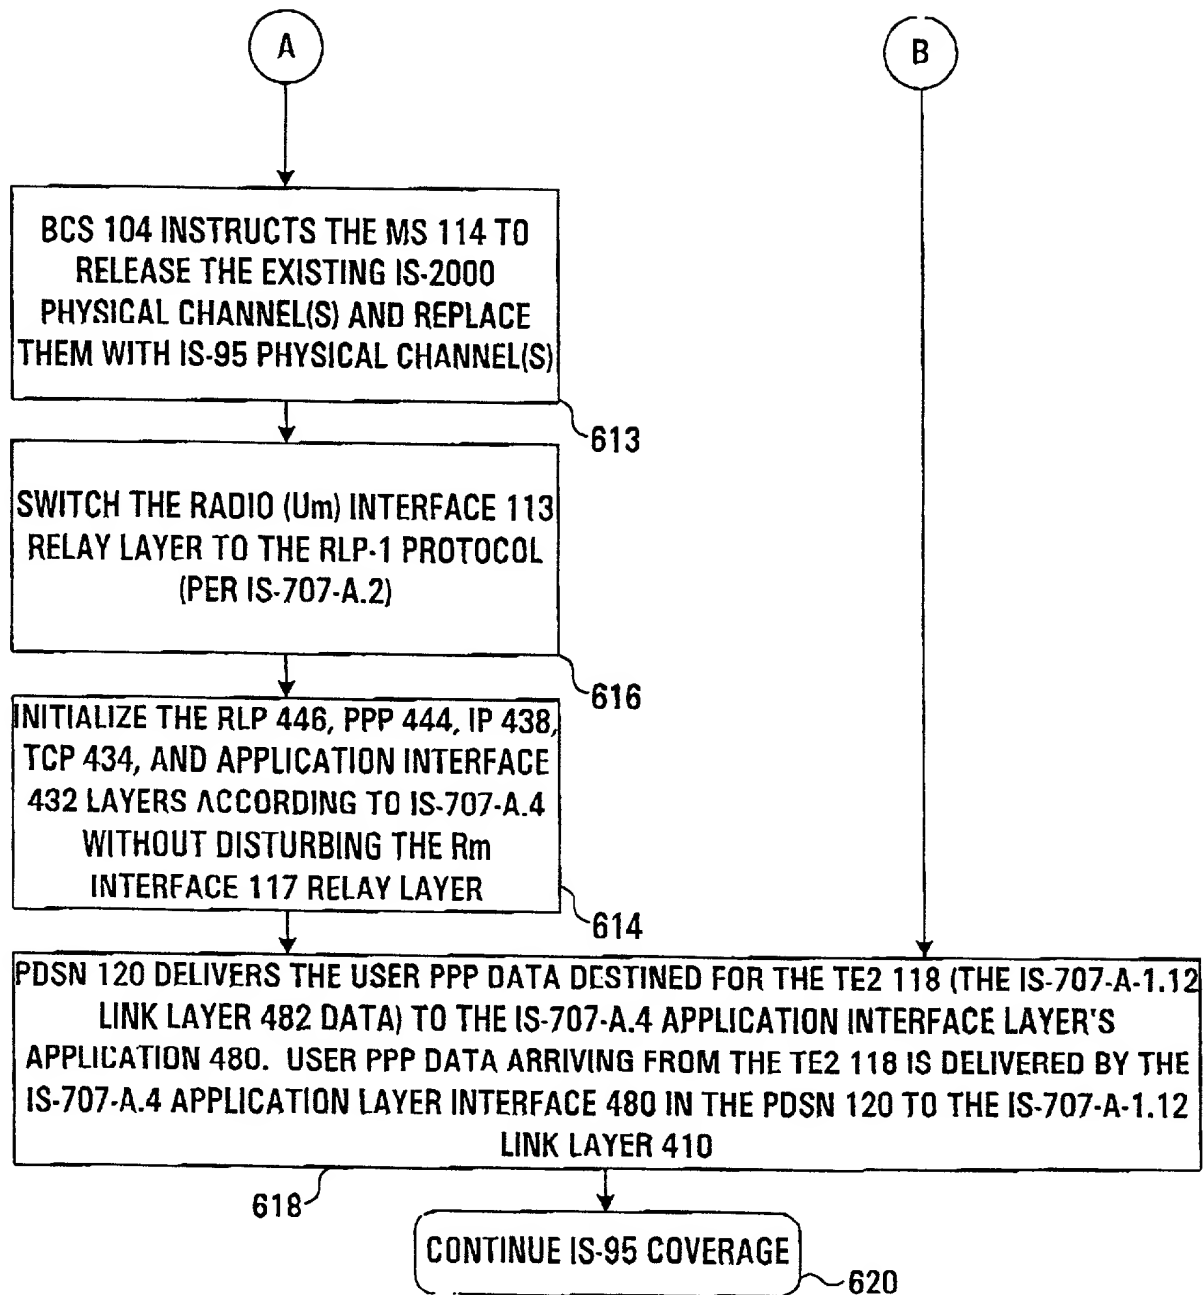 A
B
BCS 104 INSTRUCTS THE MS 114 TO
RELEASE THE EXISTING IS-2000
PHYSICAL CHANNEL(S) AND REPLACE
THEM WITH IS-95 PHYSICAL CHANNEL(S)
613
SWITCH THE RADIO (Um) INTERFACE 113
RELAY LAYER TO THE RLP-1 PROTOCOL
(PER IS-707-A.2)
616
INITIALIZE THE RLP 446, PPP 444, IP 438,
TCP 434, AND APPLICATION INTERFACE
432 LAYERS ACCORDING TO IS-707-A.4
WITHOUT DISTURBING THE Rm
INTERFACE 117 RELAY LAYER
614
PDSN 120 DELIVERS THE USER PPP DATA DESTINED FOR THE TE2 118 (THE IS-707-A-1.12
LINK LAYER 482 DATA) TO THE IS-707-A.4 APPLICATION INTERFACE LAYER'S
APPLICATION 480. USER PPP DATA ARRIVING FROM THE TE2 118 IS DELIVERED BY THE
IS-707-A.4 APPLICATION LAYER INTERFACE 480 IN THE PDSN 120 TO THE IS-707-A-1.12
LINK LAYER 410
618
CONTINUE IS-95 COVERAGE
620